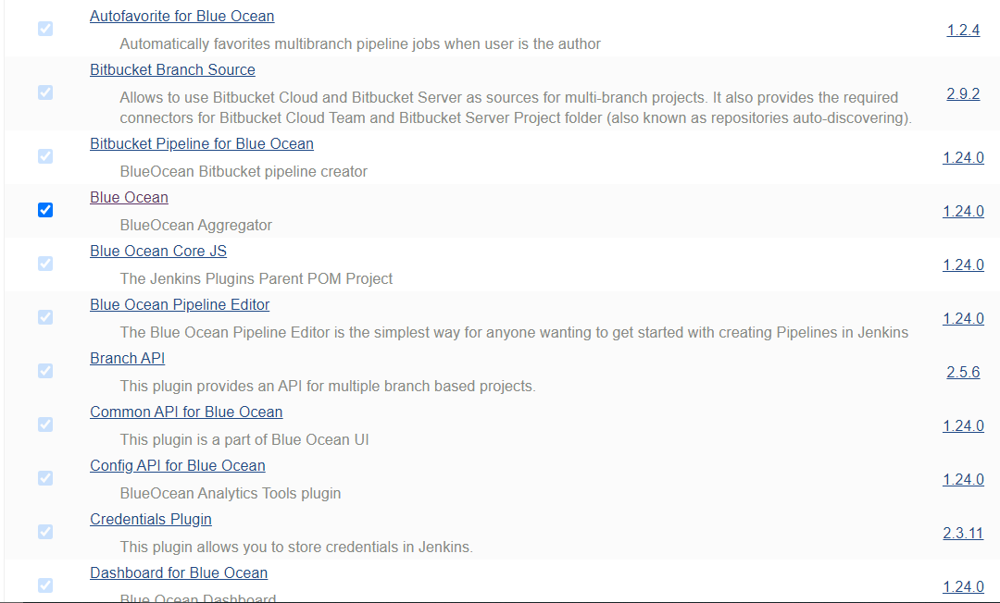 Autofavorite for Blue Ocean
Automatically favorites multibranch pipeline jobs when user is the author
1.2.4
Bitbucket Branch Source
Allows to use Bitbucket Cloud and Bitbucket Server as sources for multi-branch projects. It also provides the required
connectors for Bitbucket Cloud Team and Bitbucket Server Project folder (also known as repositories auto-discovering).
2.9.2
Bitbucket Pipeline for Blue Ocean
BlueOcean Bitbucket pipeline creator
1.24.0
Blue Ocean
BlueOcean Aggregator
1.24.0
Blue Ocean Core JS
The Jenkins Plugins Parent POM Project
1.24.0
Blue Ocean Pipeline Editor
The Blue Ocean Pipeline Editor is the simplest way for anyone wanting to get started with creating Pipelines in Jenkins
1.24.0
Branch API
This plugin provides an API for multiple branch based projects.
2.5.6
Common API for Blue Ocean
This plugin is a part of Blue Ocean UI
1.24.0
Config API for Blue Ocean
BlueOcean Analytics Tools plugin
1.24.0
Credentials Plugin
This plugin allows you to store credentials in Jenkins.
2.3.11
Dashboard for Blue Ocean
Blue Ocean Dashboard
1.24.0